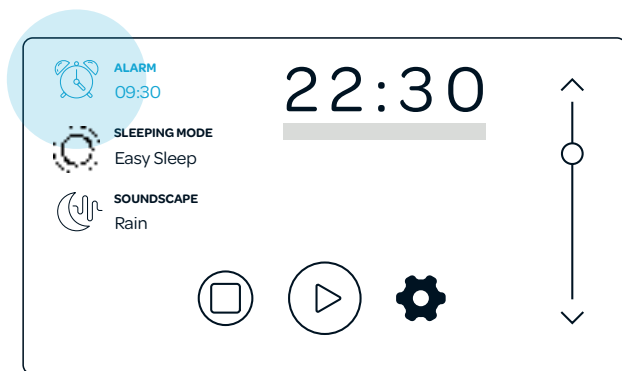 ALARM
09:30
22:30
SLEEPING MODE
Easy Sleep
SOUNDSCAPE
Rain